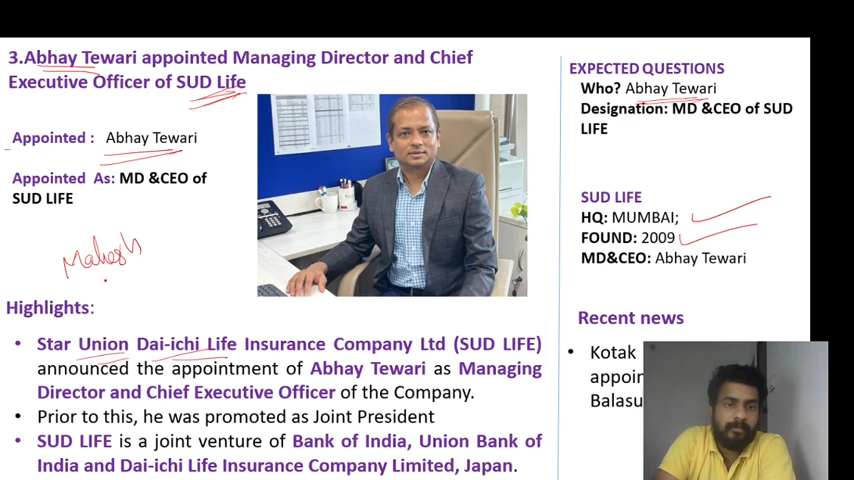 3.Abhay Tewari appointed Managing Director and Chief
Executive Officer of SUD Life
Appointed : Abhay Tewari
Appointed As: MD &CEO of
SUD LIFE
Mahesh
Highlights:
• Star Union Dai-ichi Life Insurance Company Ltd (SUD LIFE)
announced the appointment of Abhay Tewari as Managing
Director and Chief Executive Officer of the Company.
• Prior to this, he was promoted as Joint President
• SUD LIFE is a joint venture of Bank of India, Union Bank of
India and Dai-ichi Life Insurance Company Limited, Japan.
EXPECTED QUESTIONS
Who? Abhay Tewari
Designation: MD &CEO of SUD
LIFE
SUD LIFE
HQ: MUMBAI;
FOUND: 2009
MD&CEO: Abhay Tewari
Recent news
• Kotak
appoin
Balasu